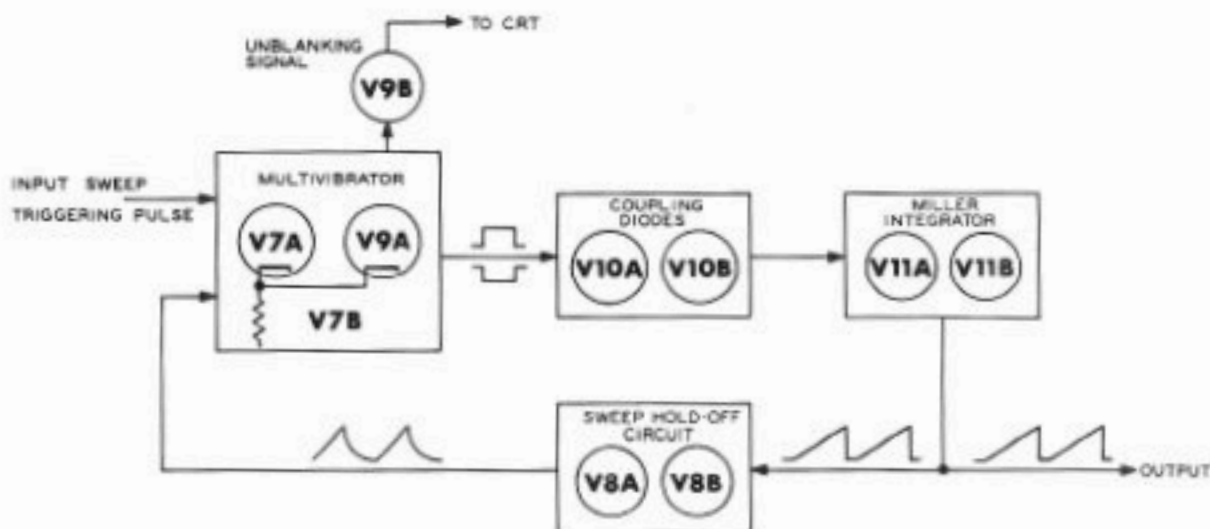 TO CRT
UNBLANKING
SIGNAL
V9B
INPUT SWEEP
TRIGGERING PULSE
MULTIVIBRATOR
V7A
V9A
V7B
COUPLING
DIODES
V10A
V10B
MILLER
INTEGRATOR
V11A
V11B
SWEEP HOLD-OFF
CIRCUIT
V8A
V8B
OUTPUT